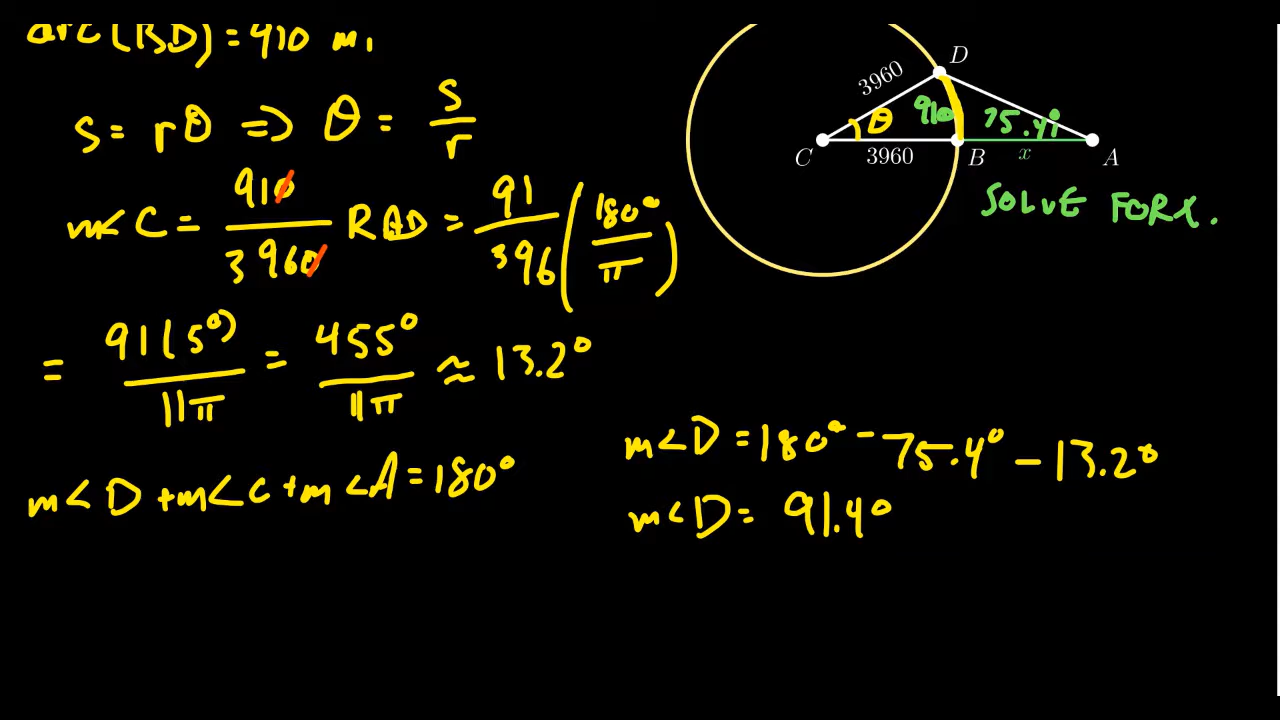 arc(BD) = 910 mi
s = rθ => θ = s/r
m∠C = 910/3960 RAD = 91/396 (180°/π)
= 91(5°)/11π = 455°/11π ≈ 13.2°
m∠D + m∠C + m∠A = 180°
D
3960
θ
910
75.4°
C
3960
B
x
A
SOLVE FOR X.
m∠D = 180° - 75.4° - 13.2°
m∠D = 91.4°